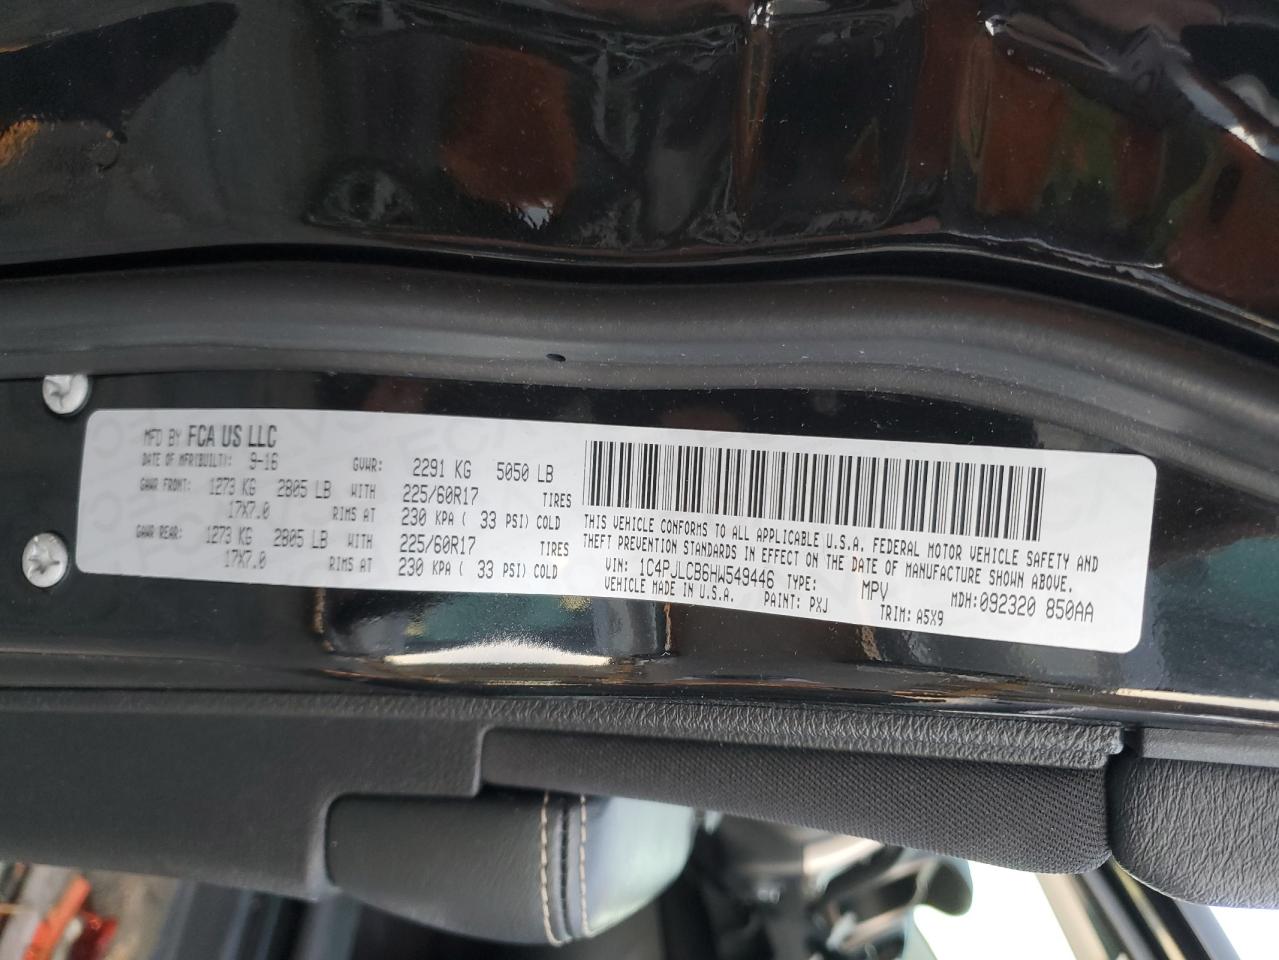 MFD BY FCA US LLC
DATE OF MFR(BUILT): 9-16 GVWR: 2291 KG 5050 LB
GAWR FRONT: 1273 KG 2805 LB WITH 225/60R17 TIRES
17X7.0 RIMS AT 230 KPA ( 33 PSI) COLD
GAWR REAR: 1273 KG 2805 LB WITH 225/60R17 TIRES
17X7.0 RIMS AT 230 KPA ( 33 PSI) COLD
THIS VEHICLE CONFORMS TO ALL APPLICABLE U.S.A. FEDERAL MOTOR VEHICLE SAFETY AND
THEFT PREVENTION STANDARDS IN EFFECT ON THE DATE OF MANUFACTURE SHOWN ABOVE.
VIN: 1C4PJLCB6HW549446 TYPE: MPV MDH:092320 850AA
VEHICLE MADE IN U.S.A. PAINT: PXJ TRIM: A5X9